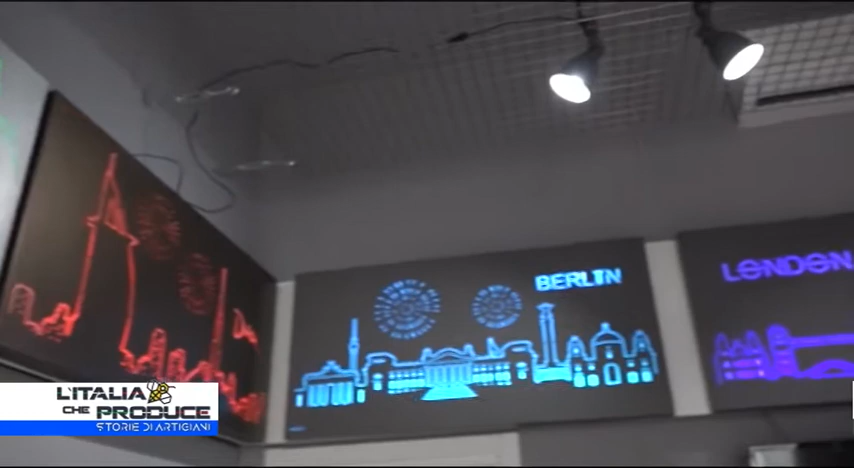 BERLIN
LONDON
L'ITALIA
CHE PRODUCE
STORIE DI ARTIGIANI